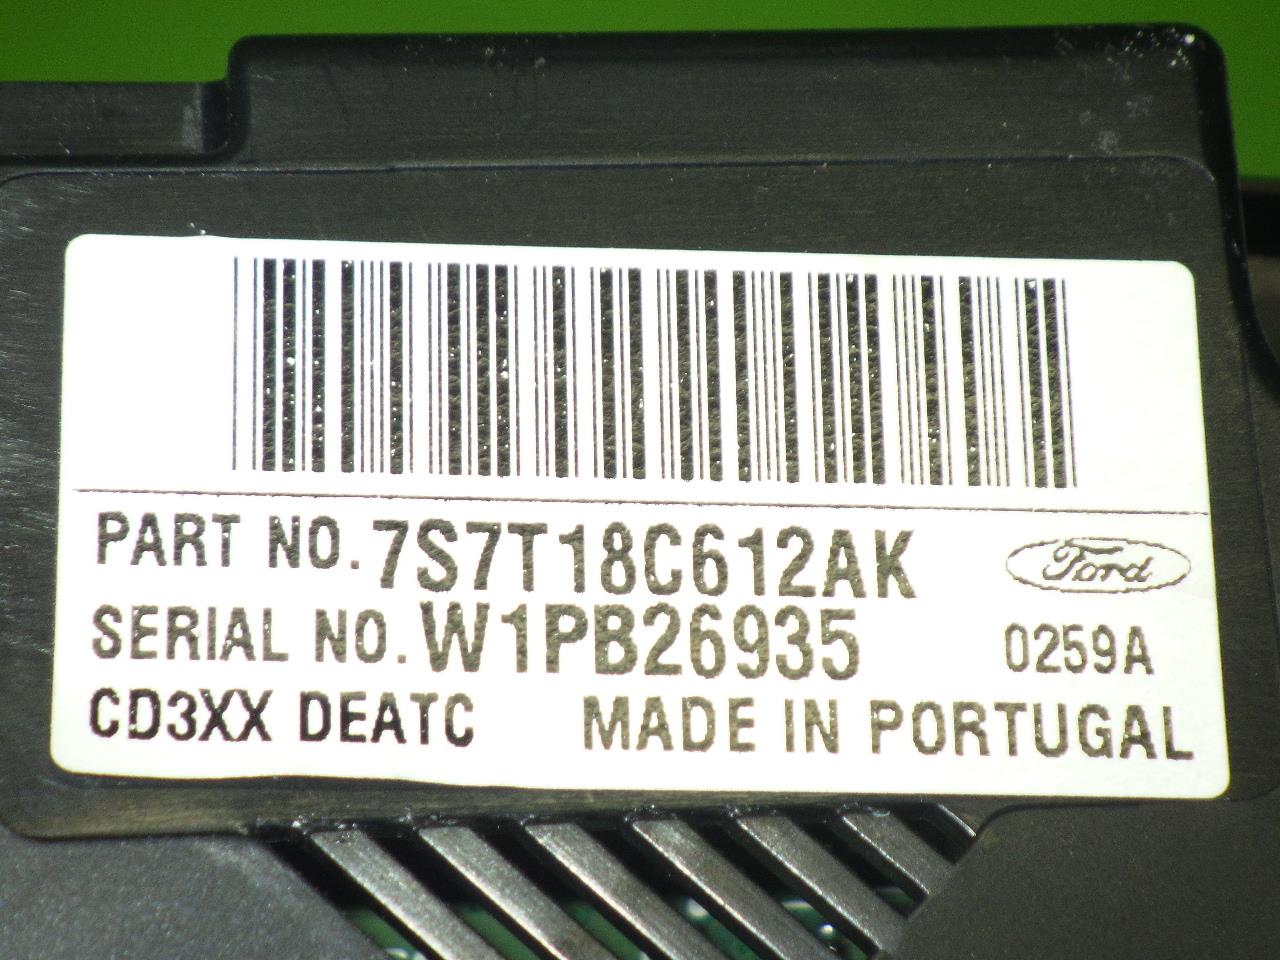 PART NO. 7S7T18C612AK
Ford
SERIAL NO. W1PB26935
0259A
CD3XX DEATC
MADE IN PORTUGAL